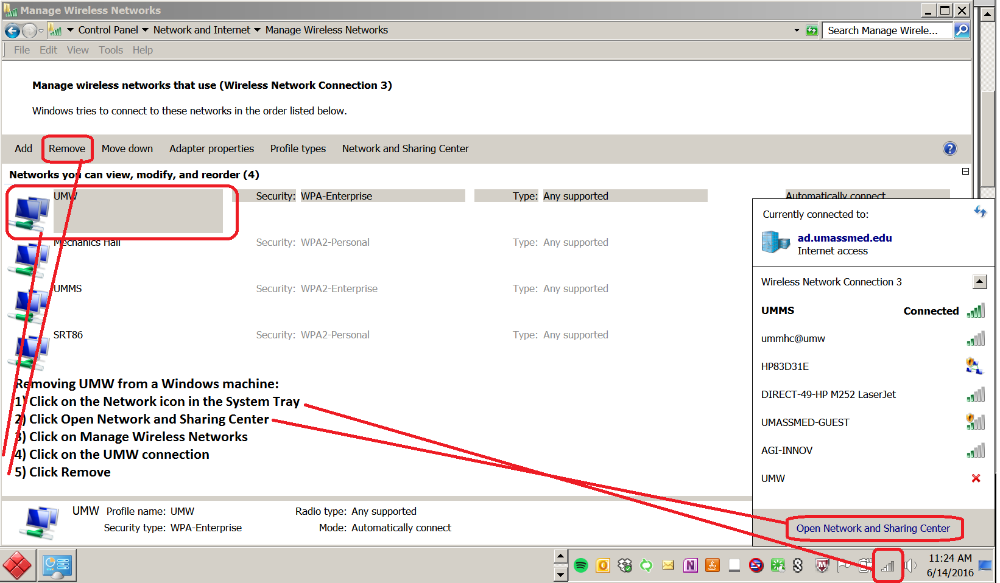 Manage Wireless Networks
Control Panel Network and Internet Manage Wireless Networks
Search Manage Wirele...
File Edit View Tools Help
Manage wireless networks that use (Wireless Network Connection 3)
Windows tries to connect to these networks in the order listed below.
Add Remove Move down Adapter properties Profile types Network and Sharing Center
Networks you can view, modify, and reorder (4)
UMW Security: WPA-Enterprise Type: Any supported Automatically connect
Mechanics Hall Security: WPA2-Personal Type: Any supported
UMMS Security: WPA2-Enterprise Type: Any supported
SRT86 Security: WPA2-Personal Type: Any supported
Removing UMW from a Windows machine:
1) Click on the Network icon in the System Tray
2) Click Open Network and Sharing Center
3) Click on Manage Wireless Networks
4) Click on the UMW connection
5) Click Remove
UMW Profile name: UMW Radio type: Any supported
Security type: WPA-Enterprise Mode: Automatically connect
Currently connected to:
ad.umassmed.edu
Internet access
Wireless Network Connection 3
UMMS Connected
ummhc@umw
HP83D31E
DIRECT-49-HP M252 LaserJet
UMASSMED-GUEST
AGI-INNOV
UMW
Open Network and Sharing Center
11:24 AM
6/14/2016